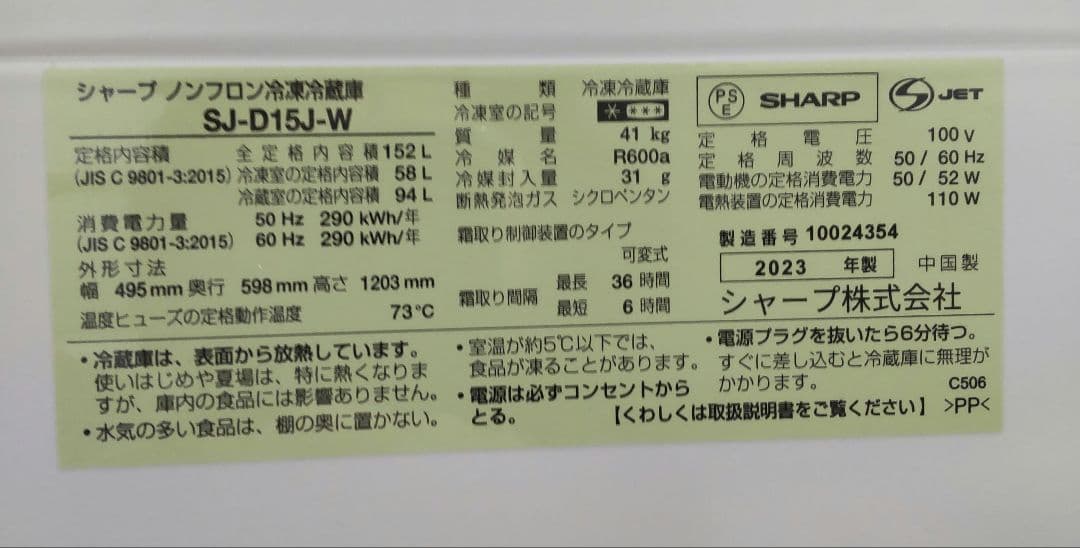 シャープ ノンフロン冷凍冷蔵庫
SJ-D15J-W
定格内容積 全定格内容積 152 L
(JIS C 9801-3:2015) 冷凍室の定格内容積 58 L
冷蔵室の定格内容積 94 L
消費電力量 50 Hz 290 kWh/年
(JIS C 9801-3:2015) 60 Hz 290 kWh/年
外形寸法
幅 495 mm 奥行 598 mm 高さ 1203 mm
温度ヒューズの定格動作温度 73℃
種類 冷凍冷蔵庫
冷凍室の記号
質量 41 kg
冷媒名 R600a
冷媒封入量 31 g
断熱発泡ガス シクロペンタン
霜取り制御装置のタイプ
可変式
霜取り間隔 最長 36 時間
最短 6 時間
PSE SHARP JET
定格電圧 100 V
定格周波数 50 / 60 Hz
電動機の定格消費電力 50 / 52 W
電熱装置の定格消費電力 110 W
製造番号 10024354
2023 年製 中国製
シャープ株式会社
・冷蔵庫は、表面から放熱しています。
使いはじめや夏場は、特に熱くなりま
すが、庫内の食品には影響ありません。
・水気の多い食品は、棚の奥に置かない。
・室温が約5℃以下では、
食品が凍ることがあります。
・電源は必ずコンセントから
とる。
・電源プラグを抜いたら6分待つ。
すぐに差し込むと冷蔵庫に無理が
かかります。 C506
【くわしくは取扱説明書をご覧ください】 >PP<